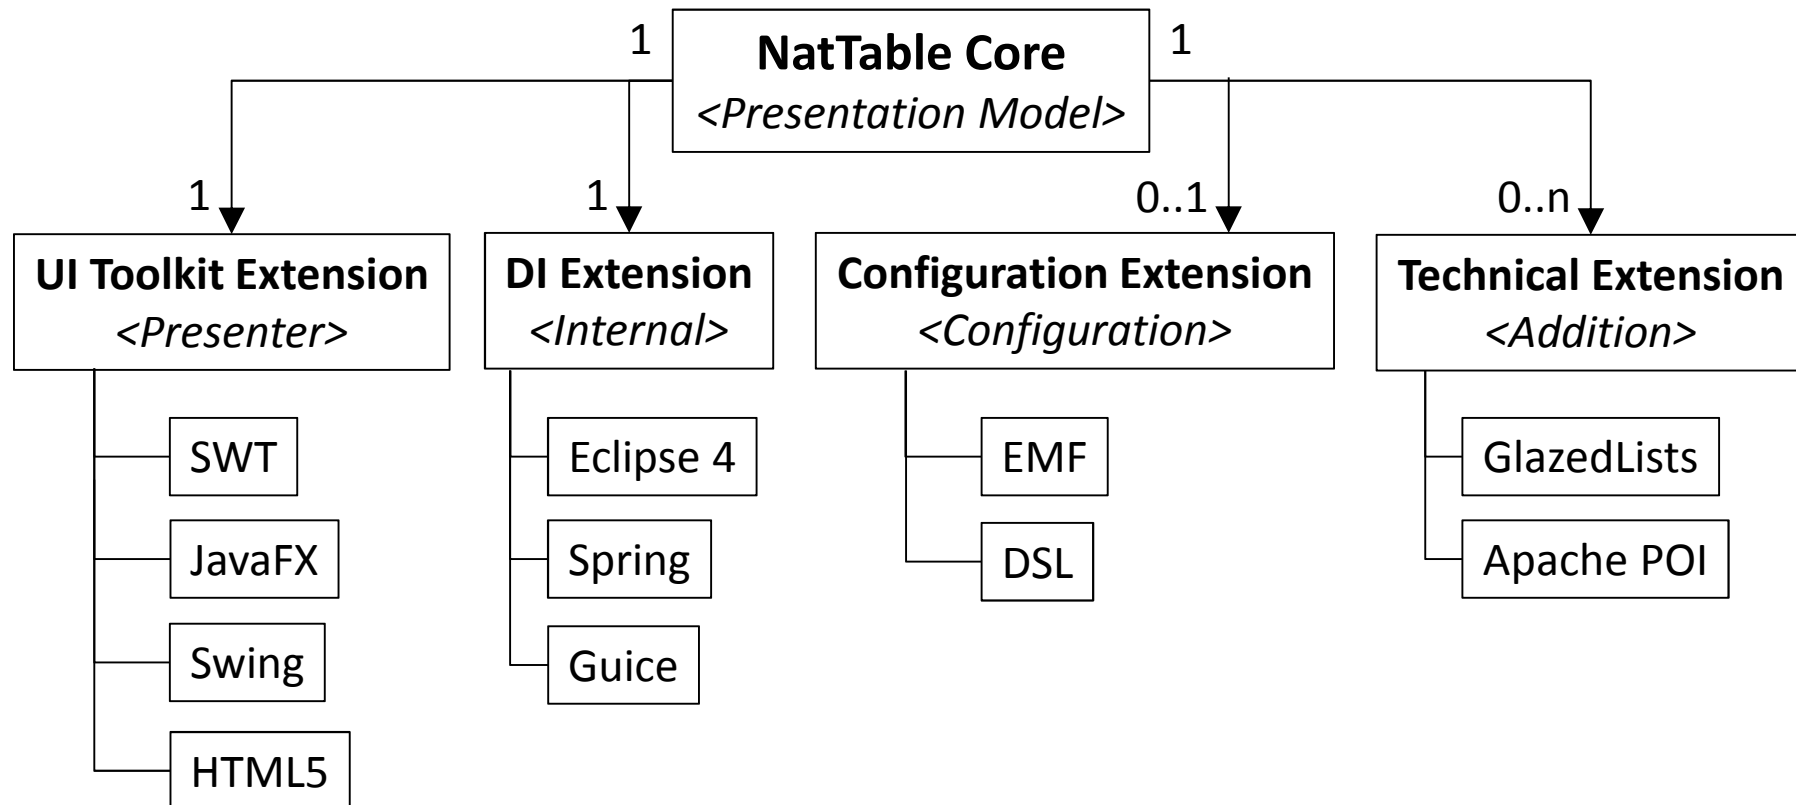 1
NatTable Core
1
<Presentation Model>
1
1
0..1
0..n
UI Toolkit Extension
<Presenter>
DI Extension
<Internal>
Configuration Extension
<Configuration>
Technical Extension
<Addition>
SWT
JavaFX
Swing
HTML5
Eclipse 4
Spring
Guice
EMF
DSL
GlazedLists
Apache POI